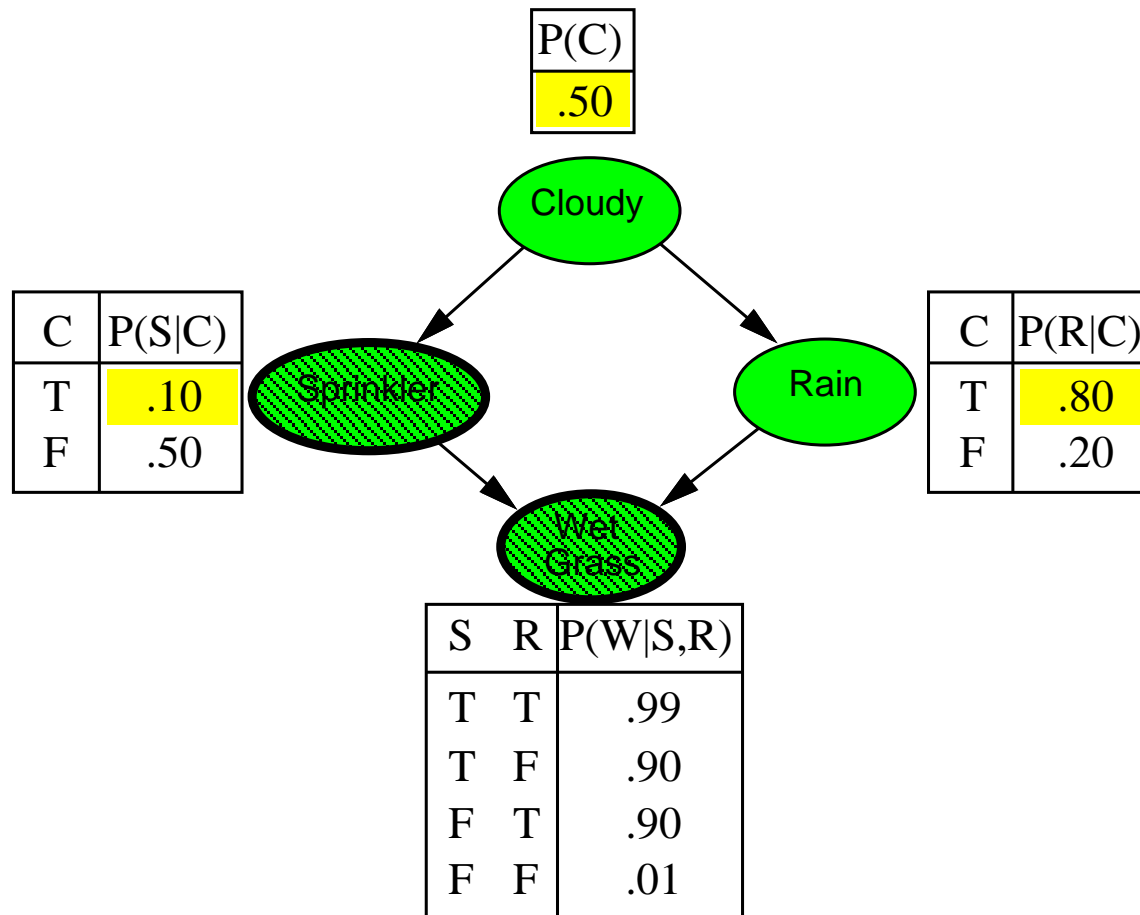 P(C)
.50
Cloudy
C P(S|C)
T .10
F .50
Sprinkler
Rain
C P(R|C)
T .80
F .20
Wet
Grass
S R P(W|S,R)
T T .99
T F .90
F T .90
F F .01